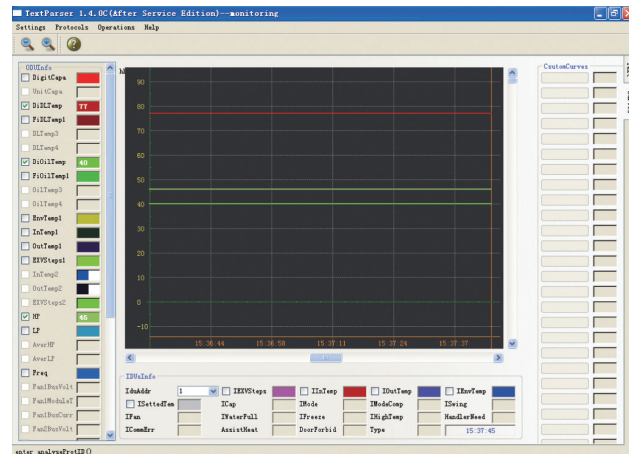 TextParser 1.4.0C(After Service Edition)--monitoring
Settings Protocols Operations Help
ODUInfo
DigitCapa
UnitCapa
DiDLTemp 77
FiDLTemp1
DLTemp3
DLTemp4
DiOilTemp 40
FiOilTemp1
OilTemp3
OilTemp4
EnvTemp1
InTemp1
OutTemp1
EXVSteps1
InTemp2
OutTemp2
EXVSteps2
HP 46
LP
AverHP
AverLP
Freq
Fan1BusVolt
Fan1ModuleT
Fan1BusCurr
Fan2BusVolt
90
80
70
60
50
40
30
20
10
0
-10
15:36:44 15:36:58 15:37:11 15:37:24 15:37:37
CsutomCurves
IDUsInfo
IduAddr 1 IEXVSteps IInTemp IOutTemp IEnvTemp
ISettedTem ICap IMode IModeComp ISwing
IFan IWaterFull IFreeze IHighTemp HandlerNeed
ICommErr AssistHeat DoorForbid Type 15:37:45
enter analyseProtID()